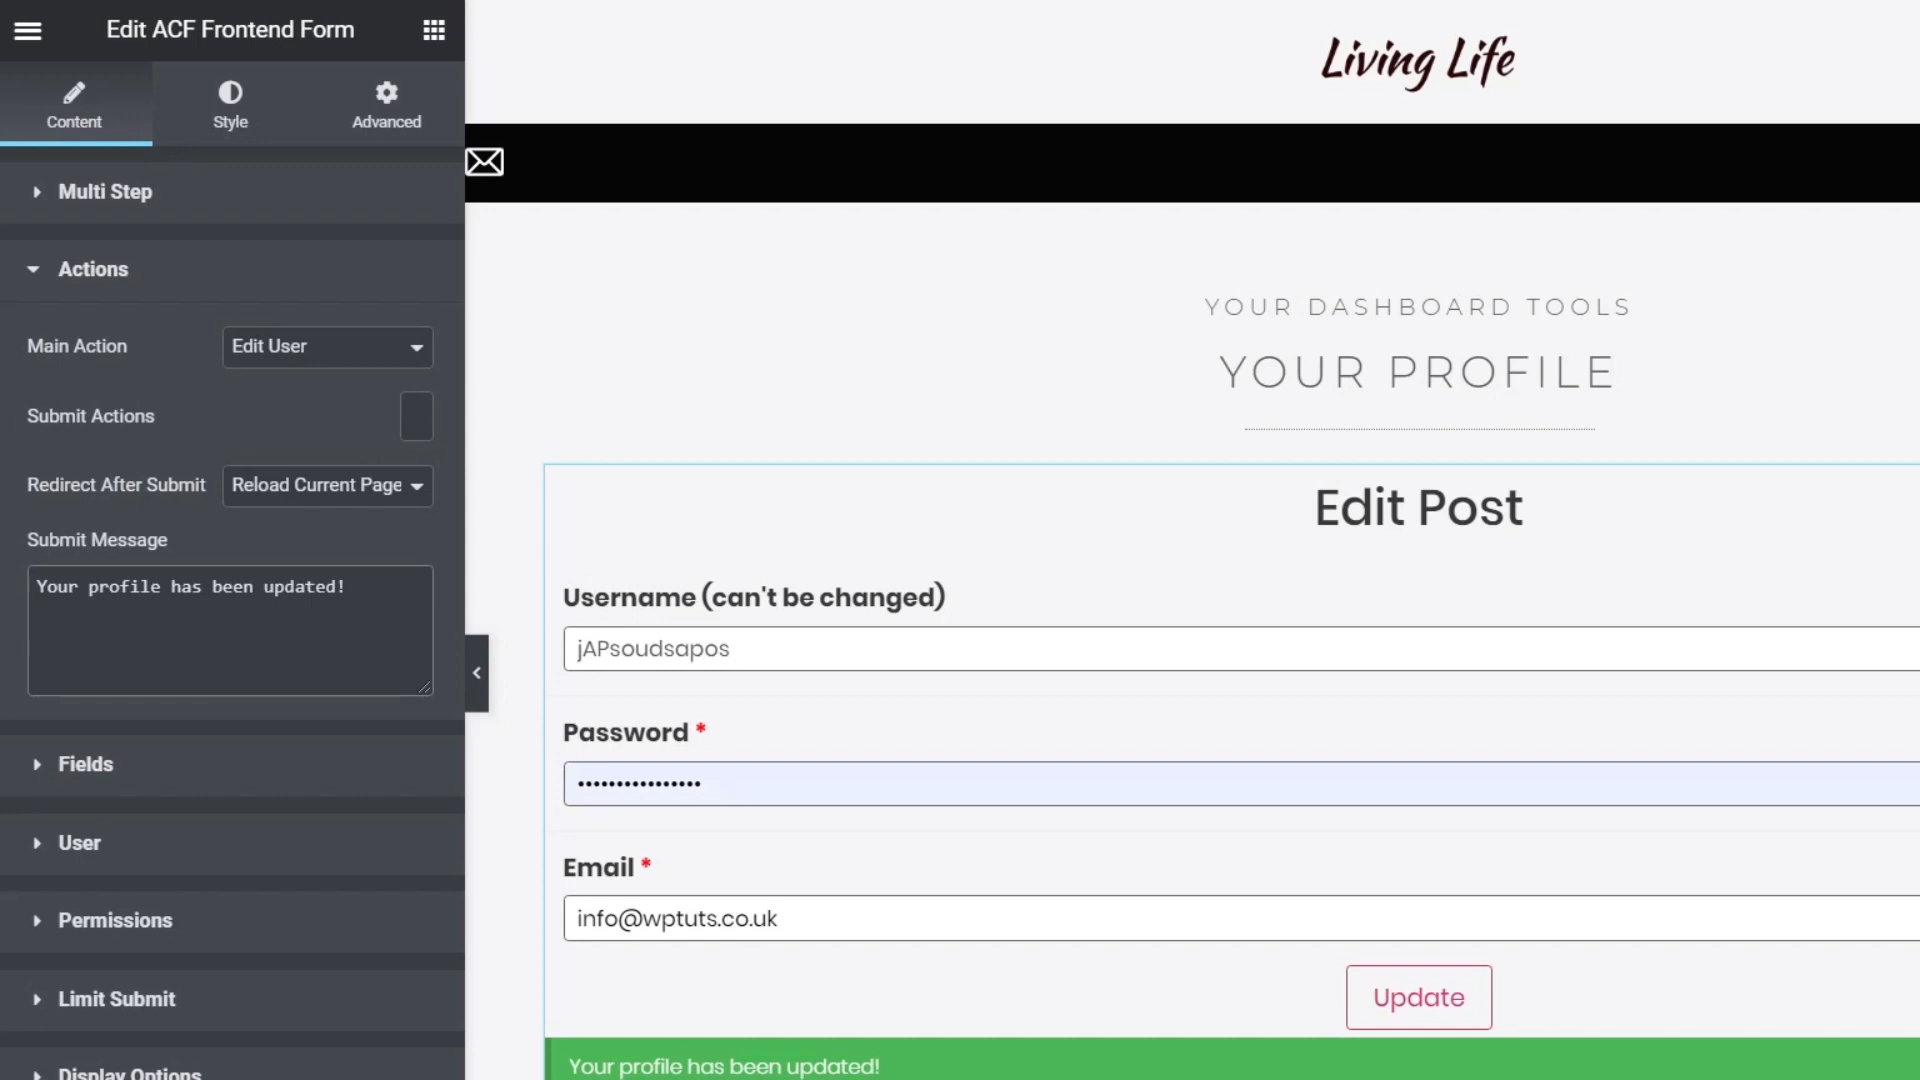 Edit ACF Frontend Form
Content
Style
Advanced
Multi Step
Actions
Main Action
Edit User
Submit Actions
Redirect After Submit
Reload Current Page
Submit Message
Your profile has been updated!
Fields
User
Permissions
Limit Submit
Display Options
Living Life
YOUR DASHBOARD TOOLS
YOUR PROFILE
Edit Post
Username (can't be changed)
jAPsoudsapos
Password *
••••••••••••••••
Email *
info@wptuts.co.uk
Update
Your profile has been updated!